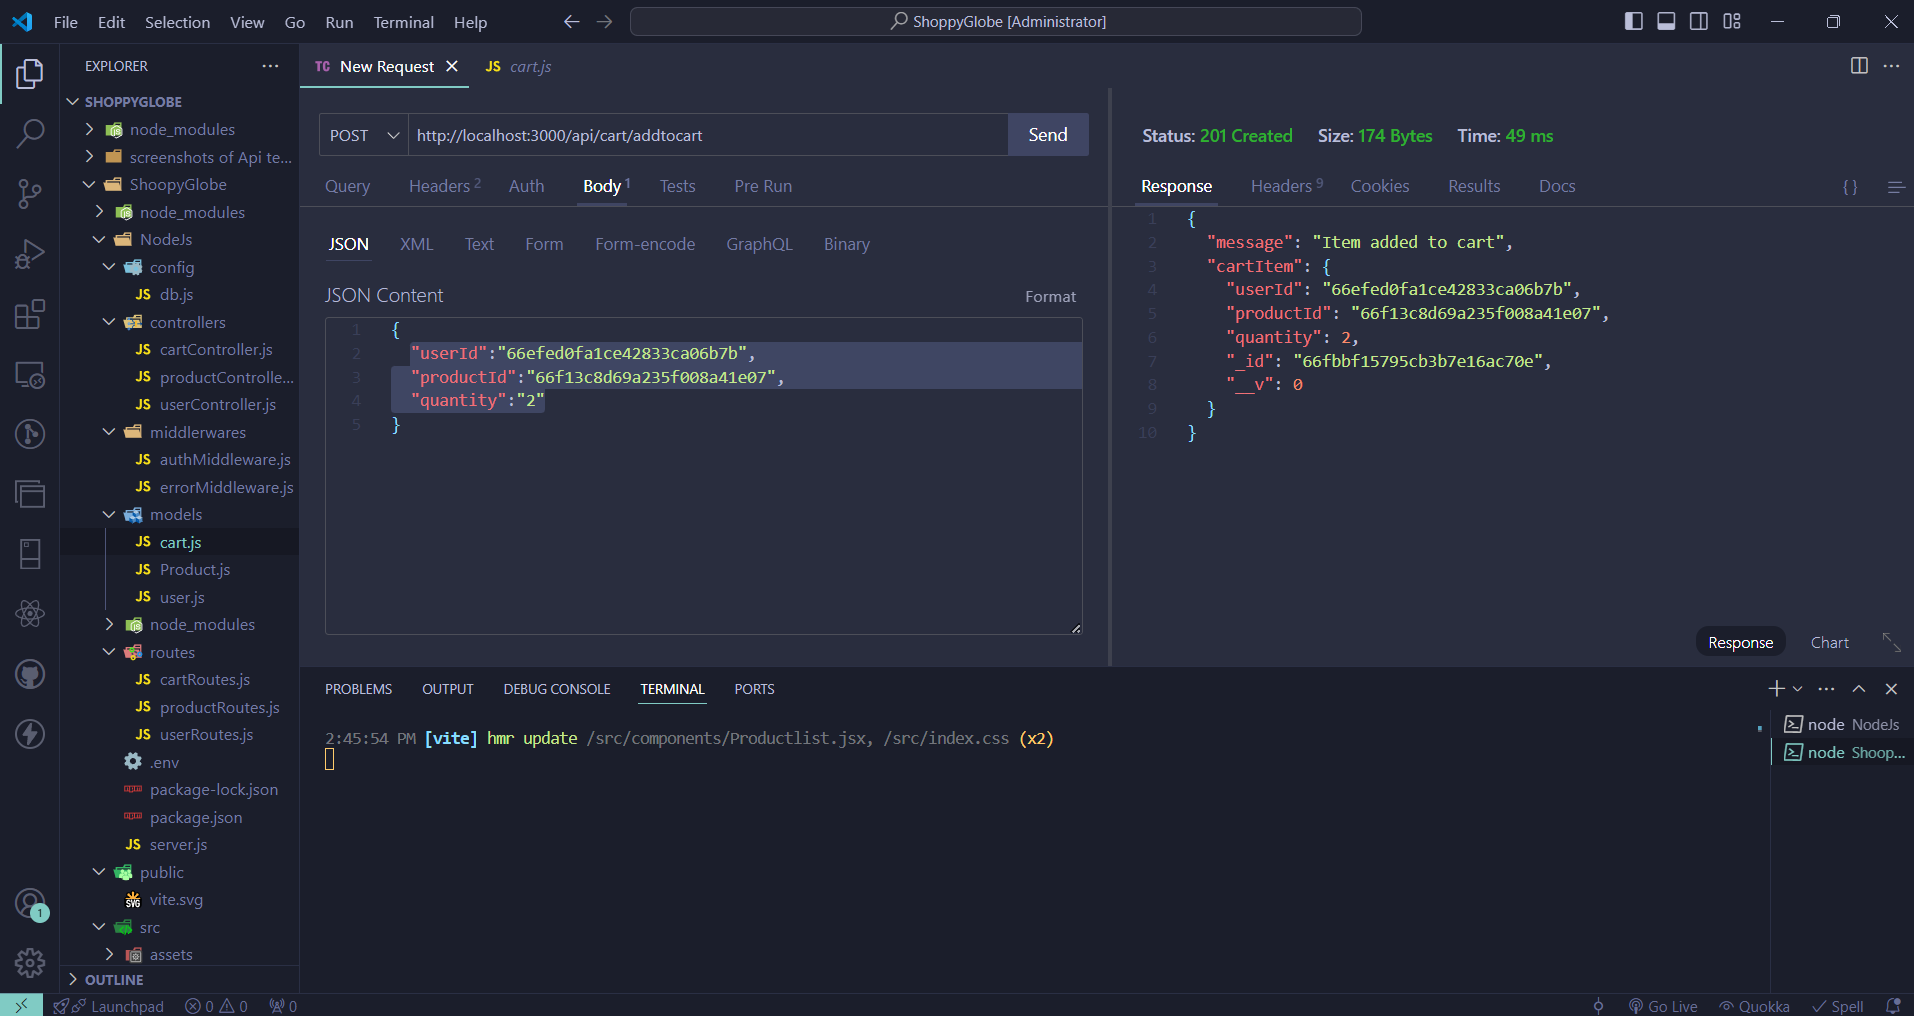 File Edit Selection View Go Run Terminal Help
ShoppyGlobe [Administrator]
EXPLORER
SHOPPYGLOBE
node_modules
screenshots of Api te...
ShoopyGlobe
node_modules
NodeJs
config
JS db.js
controllers
JS cartController.js
JS productControlle...
JS userController.js
middlerwares
JS authMiddleware.js
JS errorMiddleware.js
models
JS cart.js
JS Product.js
JS user.js
node_modules
routes
JS cartRoutes.js
JS productRoutes.js
JS userRoutes.js
.env
package-lock.json
package.json
JS server.js
public
SVG vite.svg
src
assets
OUTLINE
1
TC New Request
JS cart.js
POST http://localhost:3000/api/cart/addtocart Send
Query Headers 2 Auth Body 1 Tests Pre Run
JSON XML Text Form Form-encode GraphQL Binary
JSON Content Format
1 {
2 "userId":"66efed0fa1ce42833ca06b7b",
3 "productId":"66f13c8d69a235f008a41e07",
4 "quantity":"2"
5 }
Status: 201 Created Size: 174 Bytes Time: 49 ms
Response Headers 9 Cookies Results Docs {}
1 {
2 "message": "Item added to cart",
3 "cartItem": {
4 "userId": "66efed0fa1ce42833ca06b7b",
5 "productId": "66f13c8d69a235f008a41e07",
6 "quantity": 2,
7 "_id": "66fbbf15795cb3b7e16ac70e",
8 "__v": 0
9 }
10 }
Response Chart
PROBLEMS OUTPUT DEBUG CONSOLE TERMINAL PORTS
2:45:54 PM [vite] hmr update /src/components/Productlist.jsx, /src/index.css (x2)
node NodeJs
node Shoop...
Launchpad 0 0 0
Go Live Quokka Spell